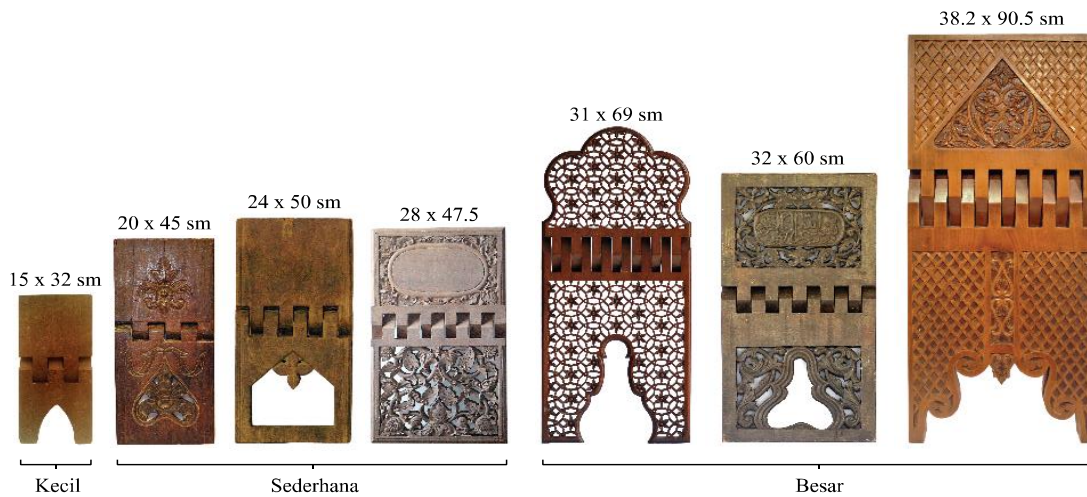 38.2 x 90.5 sm
31 x 69 sm
32 x 60 sm
24 x 50 sm
20 x 45 sm
28 x 47.5
15 x 32 sm
Kecil
Sederhana
Besar